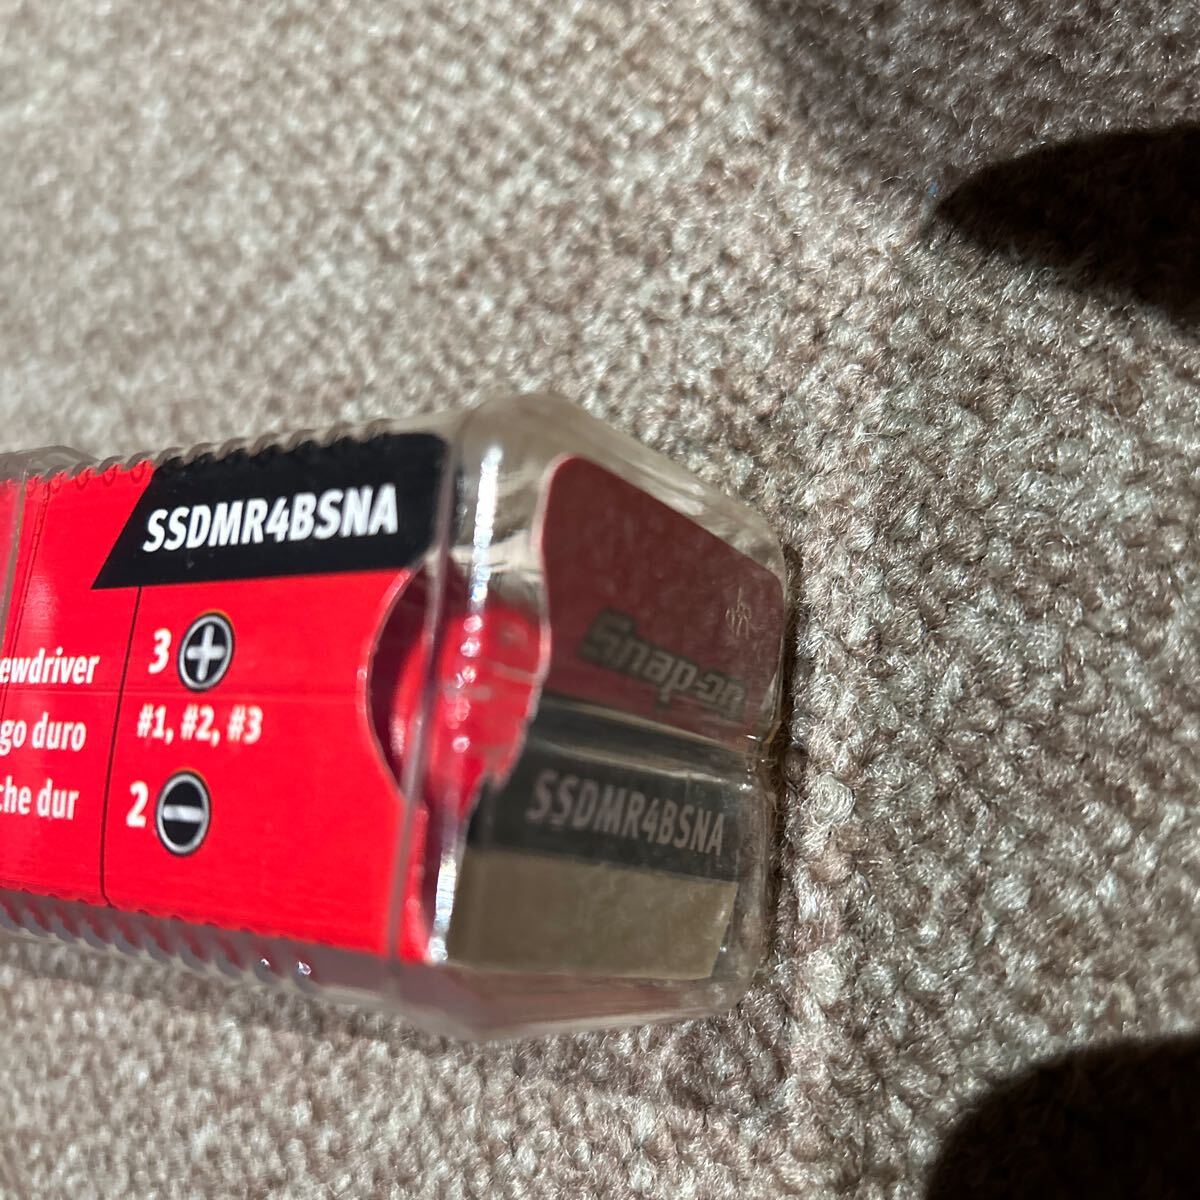 SSDMR4BSNA
ewdriver
go duro
che dur
3
#1, #2, #3
2
Snap-on
SSDMR4BSNA